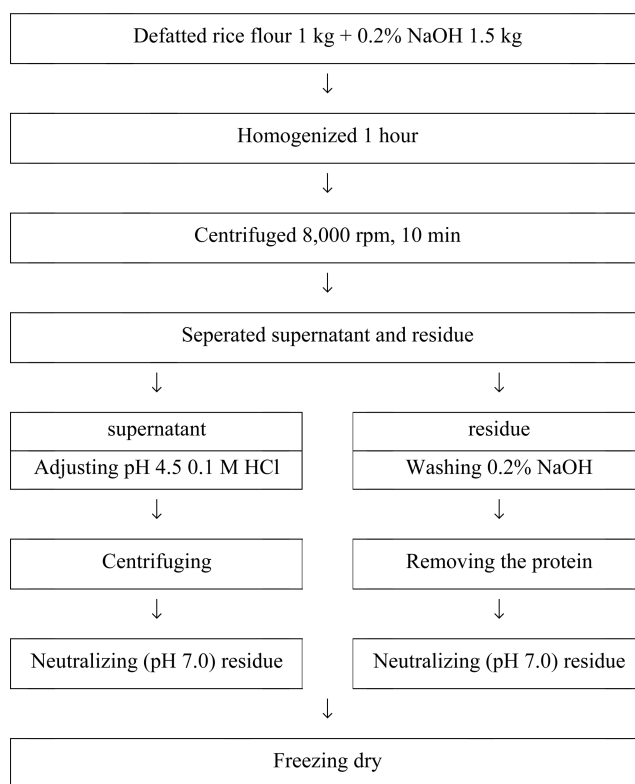 Defatted rice flour 1 kg + 0.2% NaOH 1.5 kg
↓
Homogenized 1 hour
↓
Centrifuged 8,000 rpm, 10 min
↓
Seperated supernatant and residue
↓ ↓
supernatant residue
Adjusting pH 4.5 0.1 M HCl Washing 0.2% NaOH
↓ ↓
Centrifuging Removing the protein
↓ ↓
Neutralizing (pH 7.0) residue Neutralizing (pH 7.0) residue
↓
Freezing dry